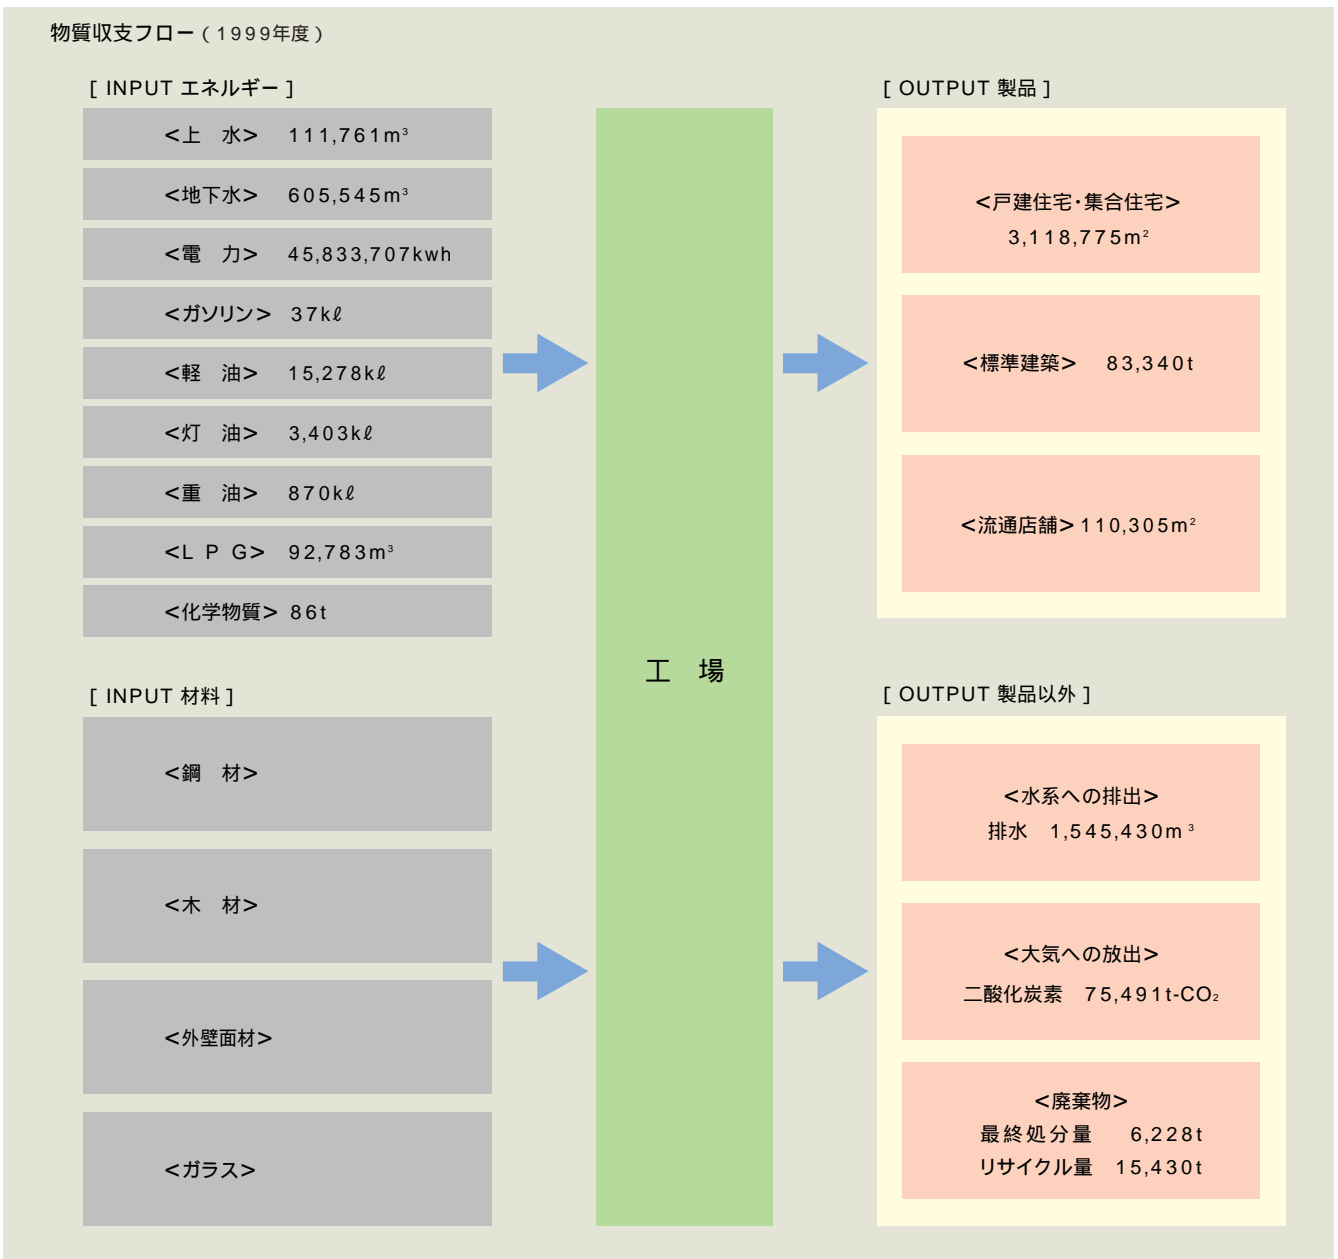 物質収支フロー（1999年度）
[ INPUT エネルギー ]
<上　水>　111,761m³
<地下水>　605,545m³
<電　力>　45,833,707kwh
<ガソリン>　37kℓ
<軽　油>　15,278kℓ
<灯　油>　3,403kℓ
<重　油>　870kℓ
<L P G>　92,783m³
<化学物質> 86t
[ INPUT 材料 ]
<鋼　材>
<木　材>
<外壁面材>
<ガラス>
工　場
[ OUTPUT 製品 ]
<戸建住宅・集合住宅>
3,118,775m²
<標準建築>　83,340t
<流通店舗> 110,305m²
[ OUTPUT 製品以外 ]
<水系への排出>
排水　1,545,430m³
<大気への放出>
二酸化炭素　75,491t-CO₂
<廃棄物>
最終処分量　6,228t
リサイクル量　15,430t